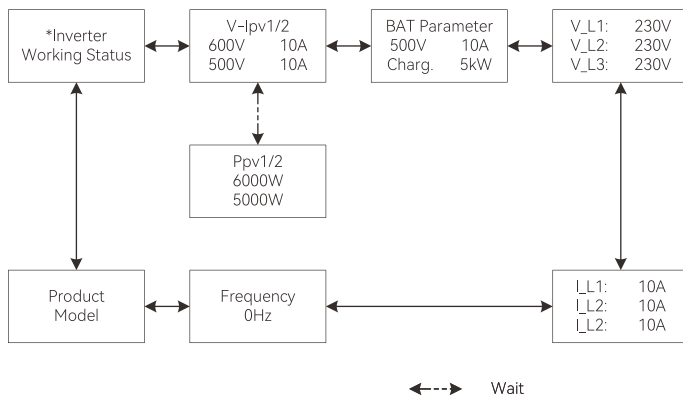 *Inverter
Working Status
V-Ipv1/2
600V 10A
500V 10A
BAT Parameter
500V 10A
Charg. 5kW
V_L1: 230V
V_L2: 230V
V_L3: 230V
Ppv1/2
6000W
5000W
Product
Model
Frequency
0Hz
I_L1: 10A
I_L2: 10A
I_L2: 10A
Wait